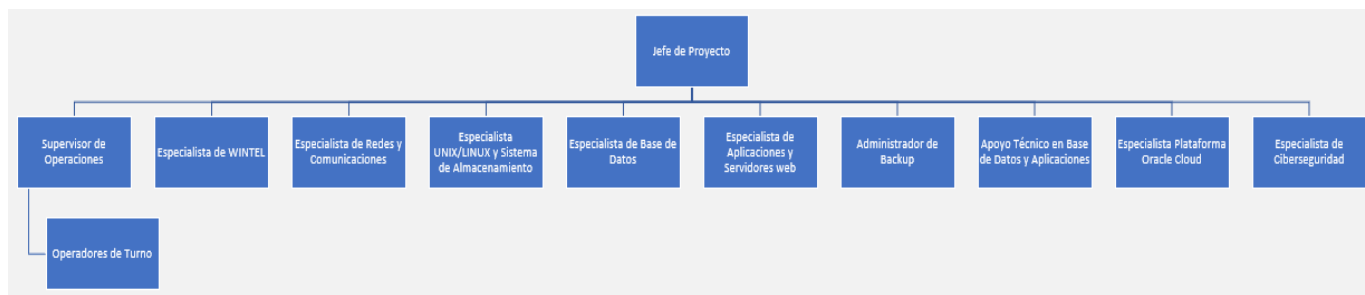 Jefe de Proyecto
Supervisor de
Operaciones
Especialista de WINTEL
Especialista de Redes y
Comunicaciones
Especialista
UNIX/LINUX y Sistema
de Almacenamiento
Especialista de Base de
Datos
Especialista de
Aplicaciones y
Servidores web
Administrador de
Backup
Apoyo Técnico en Base
de Datos y Aplicaciones
Especialista Plataforma
Oracle Cloud
Especialista de
Ciberseguridad
Operadores de Turno